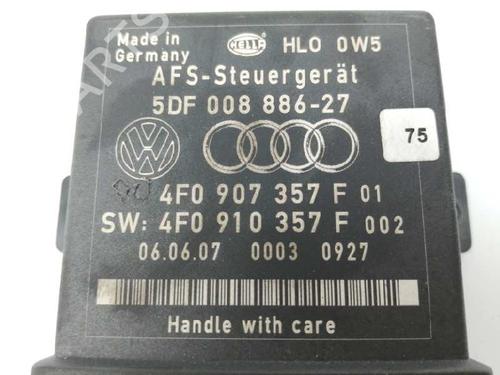 Made in
Germany
HELLA
HLO 0W5
AFS-Steuergerät
5DF 008 886-27
75
4F0 907 357 F 01
SW: 4F0 910 357 F 002
06.06.07 0003 0927
Handle with care